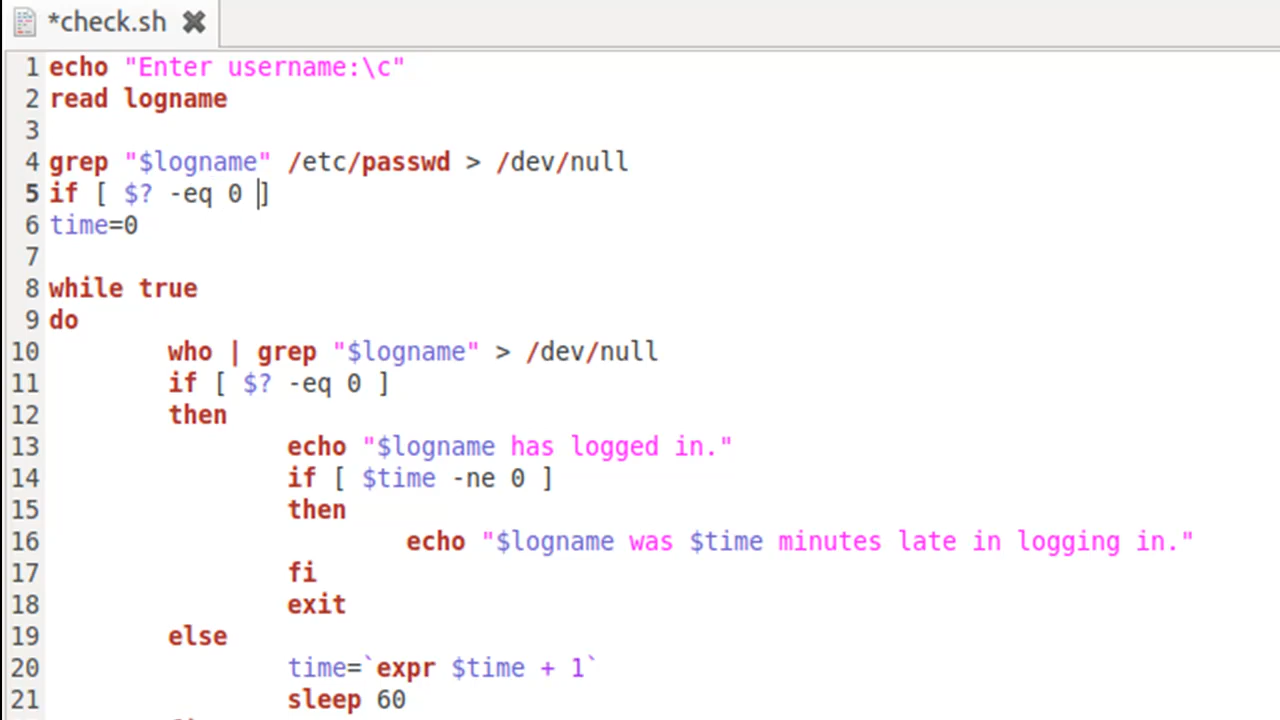 *check.sh
1 echo "Enter username:\c"
2 read logname
3
4 grep "$logname" /etc/passwd > /dev/null
5 if [ $? -eq 0 ]
6 time=0
7
8 while true
9 do
10 who | grep "$logname" > /dev/null
11 if [ $? -eq 0 ]
12 then
13 echo "$logname has logged in."
14 if [ $time -ne 0 ]
15 then
16 echo "$logname was $time minutes late in logging in."
17 fi
18 exit
19 else
20 time=`expr $time + 1`
21 sleep 60